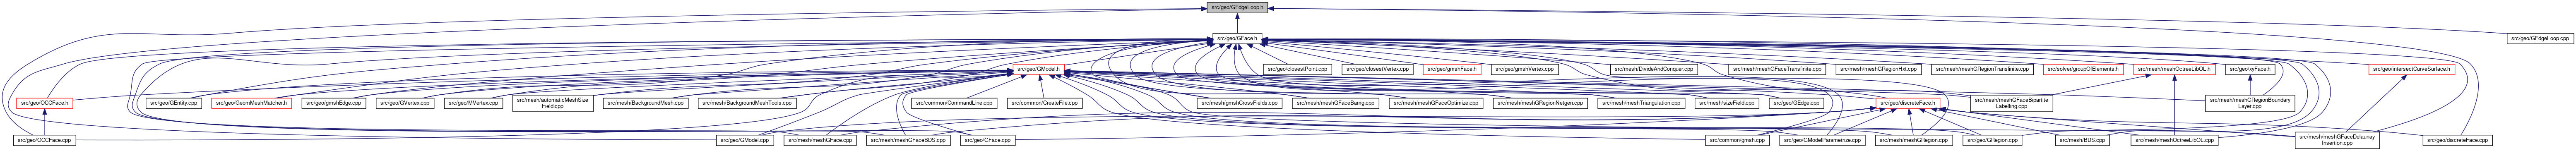 src/geo/GEdgeLoop.h
src/geo/GFace.h
src/geo/GEdgeLoop.cpp
src/geo/GModel.h
src/geo/closestPoint.cpp
src/geo/closestVertex.cpp
src/geo/gmshFace.h
src/geo/gmshVertex.cpp
src/mesh/DivideAndConquer.cpp
src/mesh/meshGFaceTransfinite.cpp
src/mesh/meshGRegionHxt.cpp
src/mesh/meshGRegionTransfinite.cpp
src/solver/groupOfElements.h
src/mesh/meshOctreeLibOL.h
src/geo/xyFace.h
src/geo/intersectCurveSurface.h
src/geo/OCCFace.h
src/geo/GEntity.cpp
src/geo/GeomMeshMatcher.h
src/geo/gmshEdge.cpp
src/geo/GVertex.cpp
src/geo/MVertex.cpp
src/mesh/automaticMeshSize
Field.cpp
src/mesh/BackgroundMesh.cpp
src/mesh/BackgroundMeshTools.cpp
src/common/CommandLine.cpp
src/common/CreateFile.cpp
src/mesh/gmshCrossFields.cpp
src/mesh/meshGFaceBamg.cpp
src/mesh/meshGFaceOptimize.cpp
src/mesh/meshGRegionNetgen.cpp
src/mesh/meshTriangulation.cpp
src/mesh/sizeField.cpp
src/geo/GEdge.cpp
src/geo/discreteFace.h
src/mesh/meshGFaceBipartite
Labelling.cpp
src/mesh/meshGRegionBoundary
Layer.cpp
src/geo/OCCFace.cpp
src/geo/GModel.cpp
src/mesh/meshGFace.cpp
src/mesh/meshGFaceBDS.cpp
src/geo/GFace.cpp
src/common/gmsh.cpp
src/geo/GModelParametrize.cpp
src/mesh/meshGRegion.cpp
src/geo/GRegion.cpp
src/mesh/BDS.cpp
src/mesh/meshOctreeLibOL.cpp
src/mesh/meshGFaceDelaunay
Insertion.cpp
src/geo/discreteFace.cpp